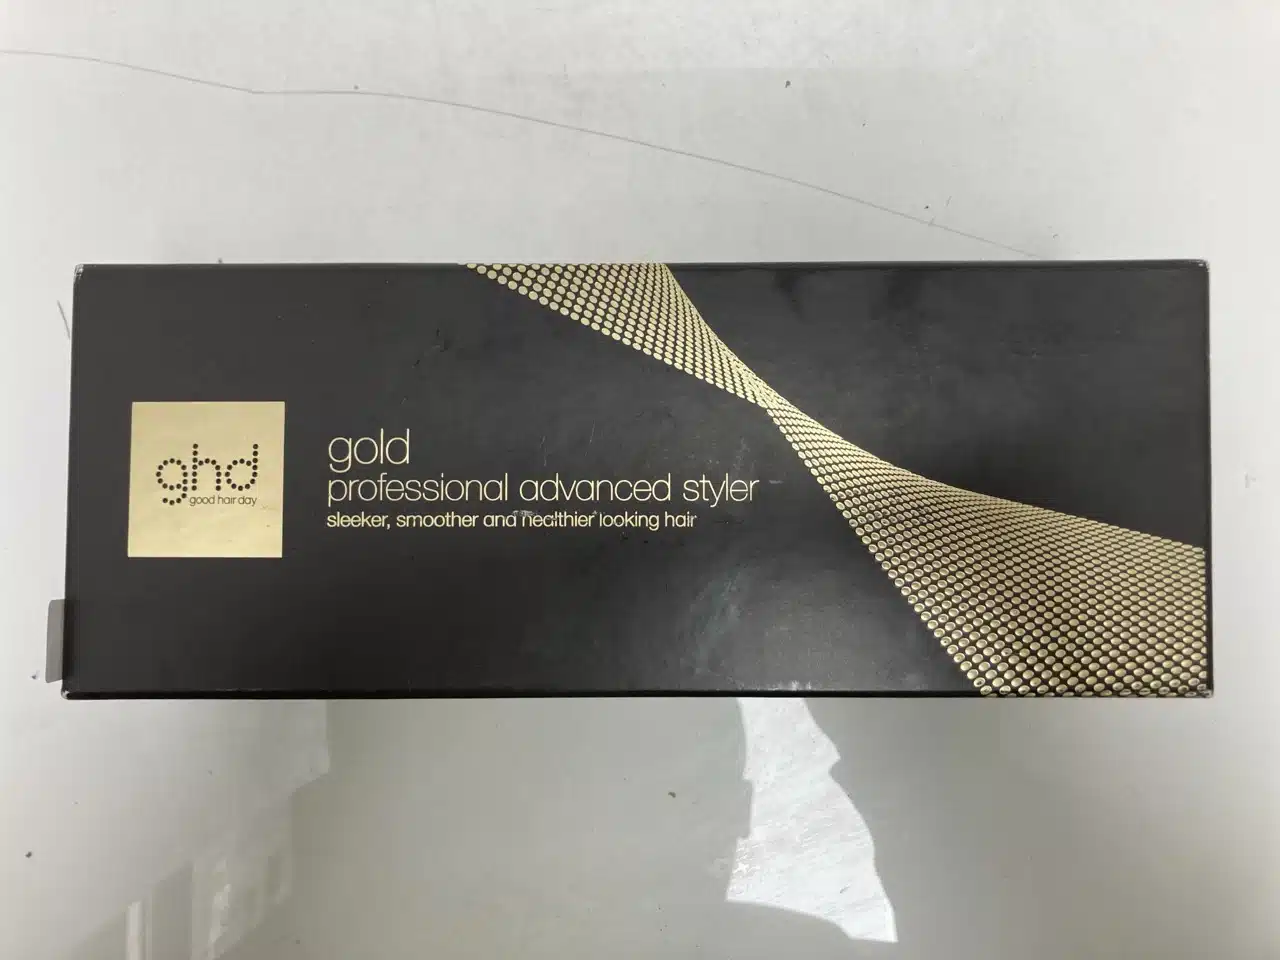 ghd
good hair day
gold
professional advanced styler
sleeker, smoother and healthier looking hair